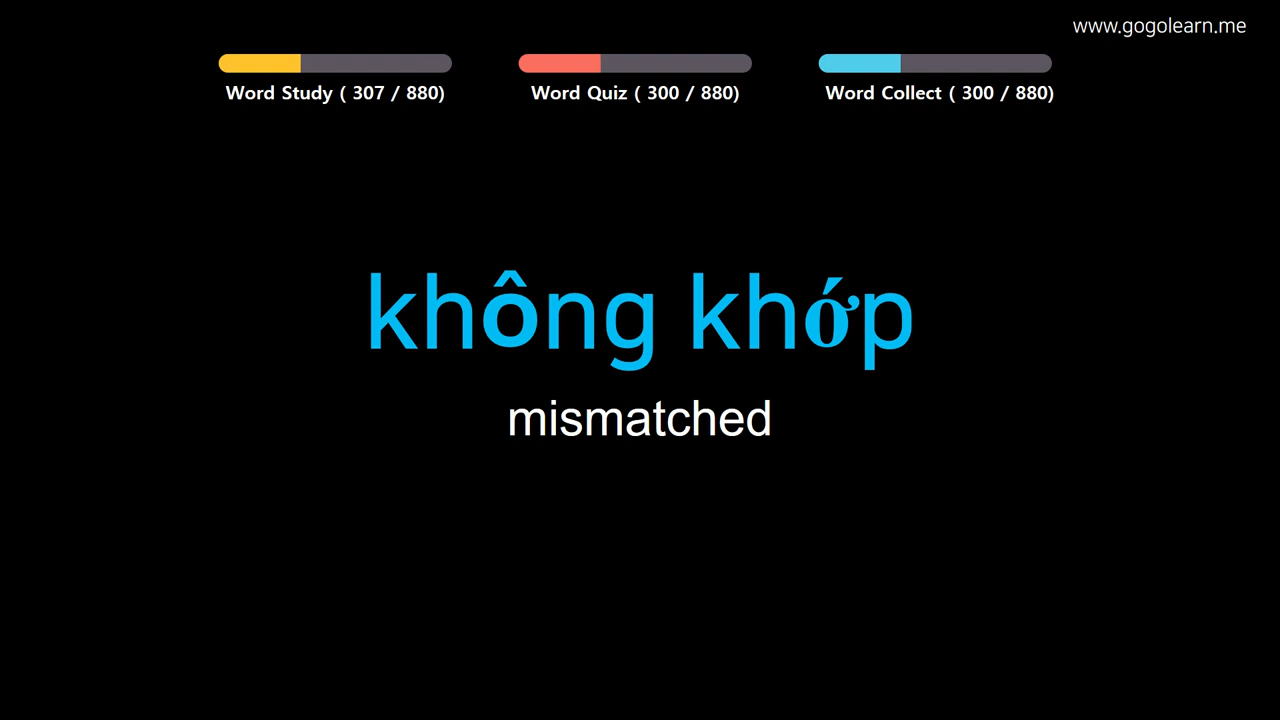 www.gogolearn.me
Word Study ( 307 / 880)
Word Quiz ( 300 / 880)
Word Collect ( 300 / 880)
không khớp
mismatched